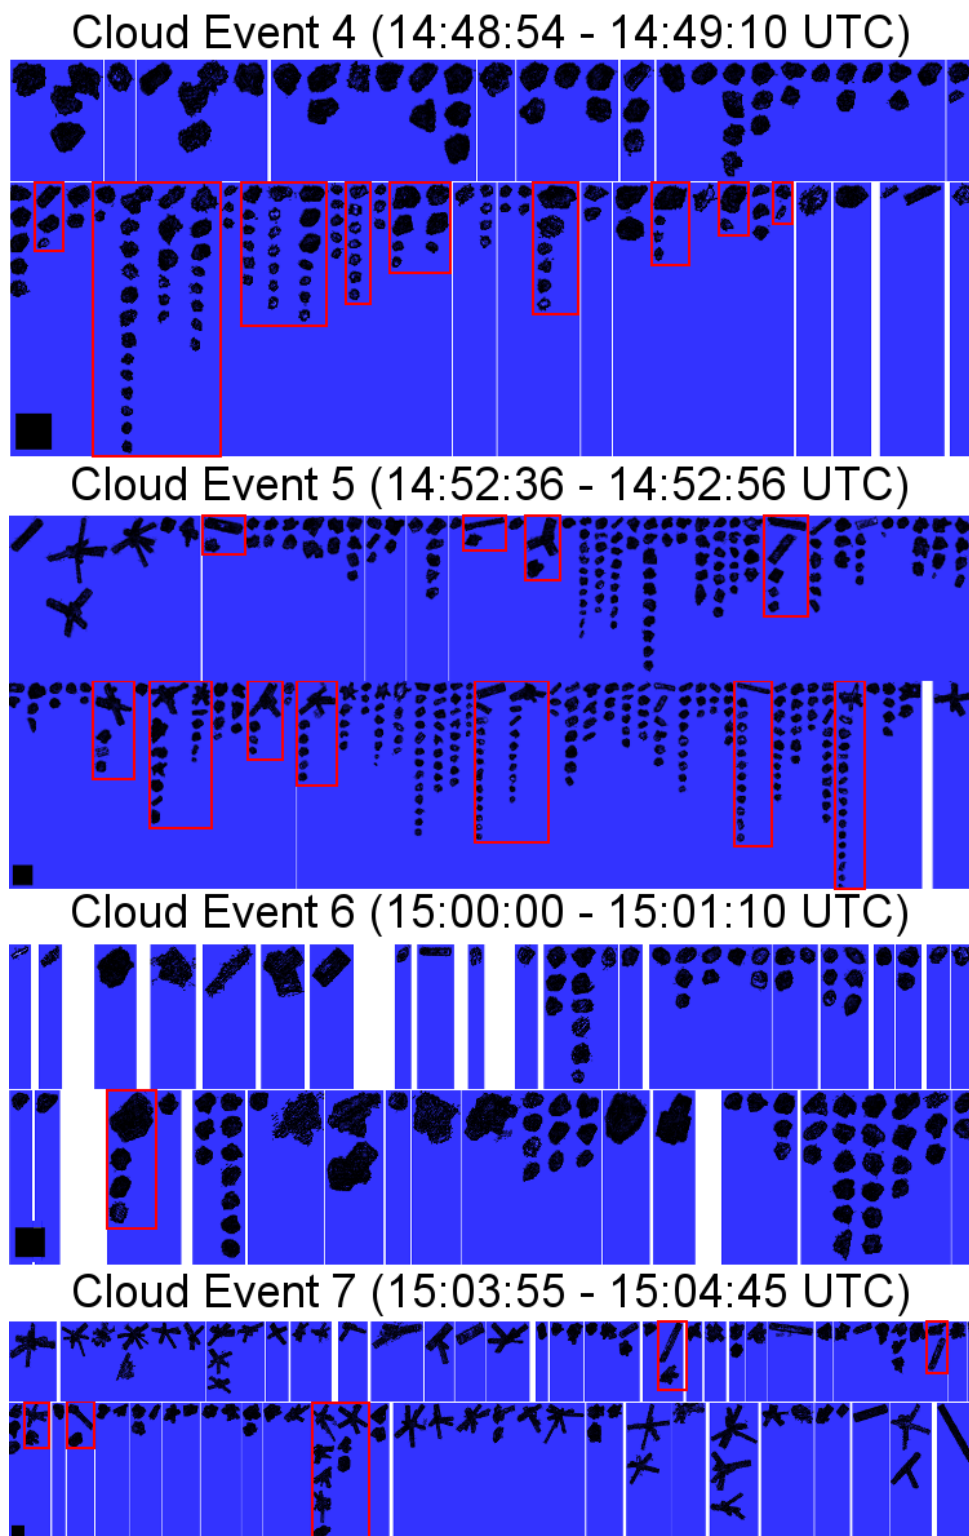 Cloud Event 4 (14:48:54 - 14:49:10 UTC)
Cloud Event 5 (14:52:36 - 14:52:56 UTC)
Cloud Event 6 (15:00:00 - 15:01:10 UTC)
Cloud Event 7 (15:03:55 - 15:04:45 UTC)